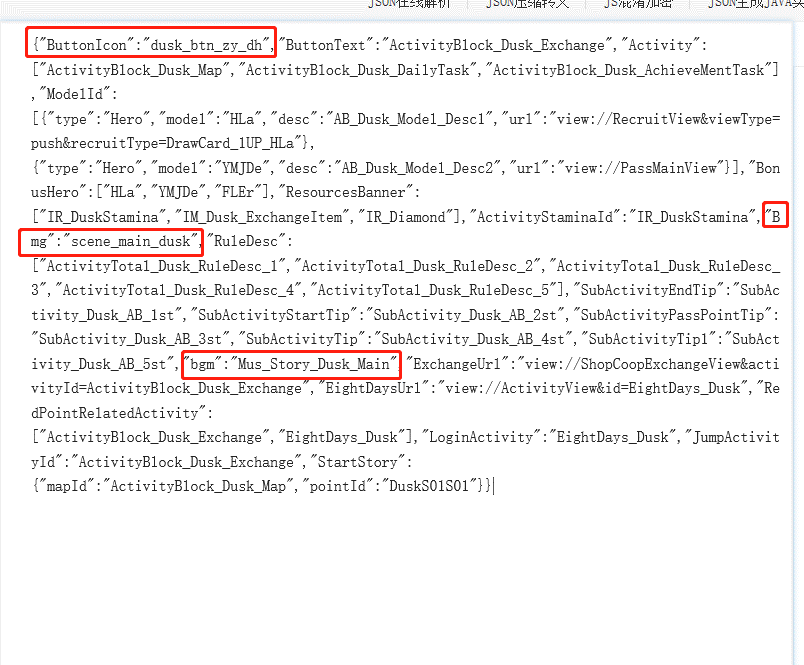 JSON在线解析 JSON压缩转义 JS混淆加密 JSON生成JAVA实
{"ButtonIcon":"dusk_btn_zy_dh","ButtonText":"ActivityBlock_Dusk_Exchange","Activity":
["ActivityBlock_Dusk_Map","ActivityBlock_Dusk_DailyTask","ActivityBlock_Dusk_AchieveMentTask"]
,"ModelId":
[{"type":"Hero","model":"HLa","desc":"AB_Dusk_Model_Desc1","url":"view://RecruitView&viewType=
push&recruitType=DrawCard_1UP_HLa"},
{"type":"Hero","model":"YMJDe","desc":"AB_Dusk_Model_Desc2","url":"view://PassMainView"}],"Bon
usHero":["HLa","YMJDe","FLEr"],"ResourcesBanner":
["IR_DuskStamina","IM_Dusk_ExchangeItem","IR_Diamond"],"ActivityStaminaId":"IR_DuskStamina","B
mg":"scene_main_dusk","RuleDesc":
["ActivityTotal_Dusk_RuleDesc_1","ActivityTotal_Dusk_RuleDesc_2","ActivityTotal_Dusk_RuleDesc_
3","ActivityTotal_Dusk_RuleDesc_4","ActivityTotal_Dusk_RuleDesc_5"],"SubActivityEndTip":"SubAc
tivity_Dusk_AB_1st","SubActivityStartTip":"SubActivity_Dusk_AB_2st","SubActivityPassPointTip":
"SubActivity_Dusk_AB_3st","SubActivityTip":"SubActivity_Dusk_AB_4st","SubActivityTip1":"SubAct
ivity_Dusk_AB_5st","bgm":"Mus_Story_Dusk_Main","ExchangeUrl":"view://ShopCoopExchangeView&acti
vityId=ActivityBlock_Dusk_Exchange","EightDaysUrl":"view://ActivityView&id=EightDays_Dusk","Re
dPointRelatedActivity":
["ActivityBlock_Dusk_Exchange","EightDays_Dusk"],"LoginActivity":"EightDays_Dusk","JumpActivit
yId":"ActivityBlock_Dusk_Exchange","StartStory":
{"mapId":"ActivityBlock_Dusk_Map","pointId":"DuskS01S01"}}